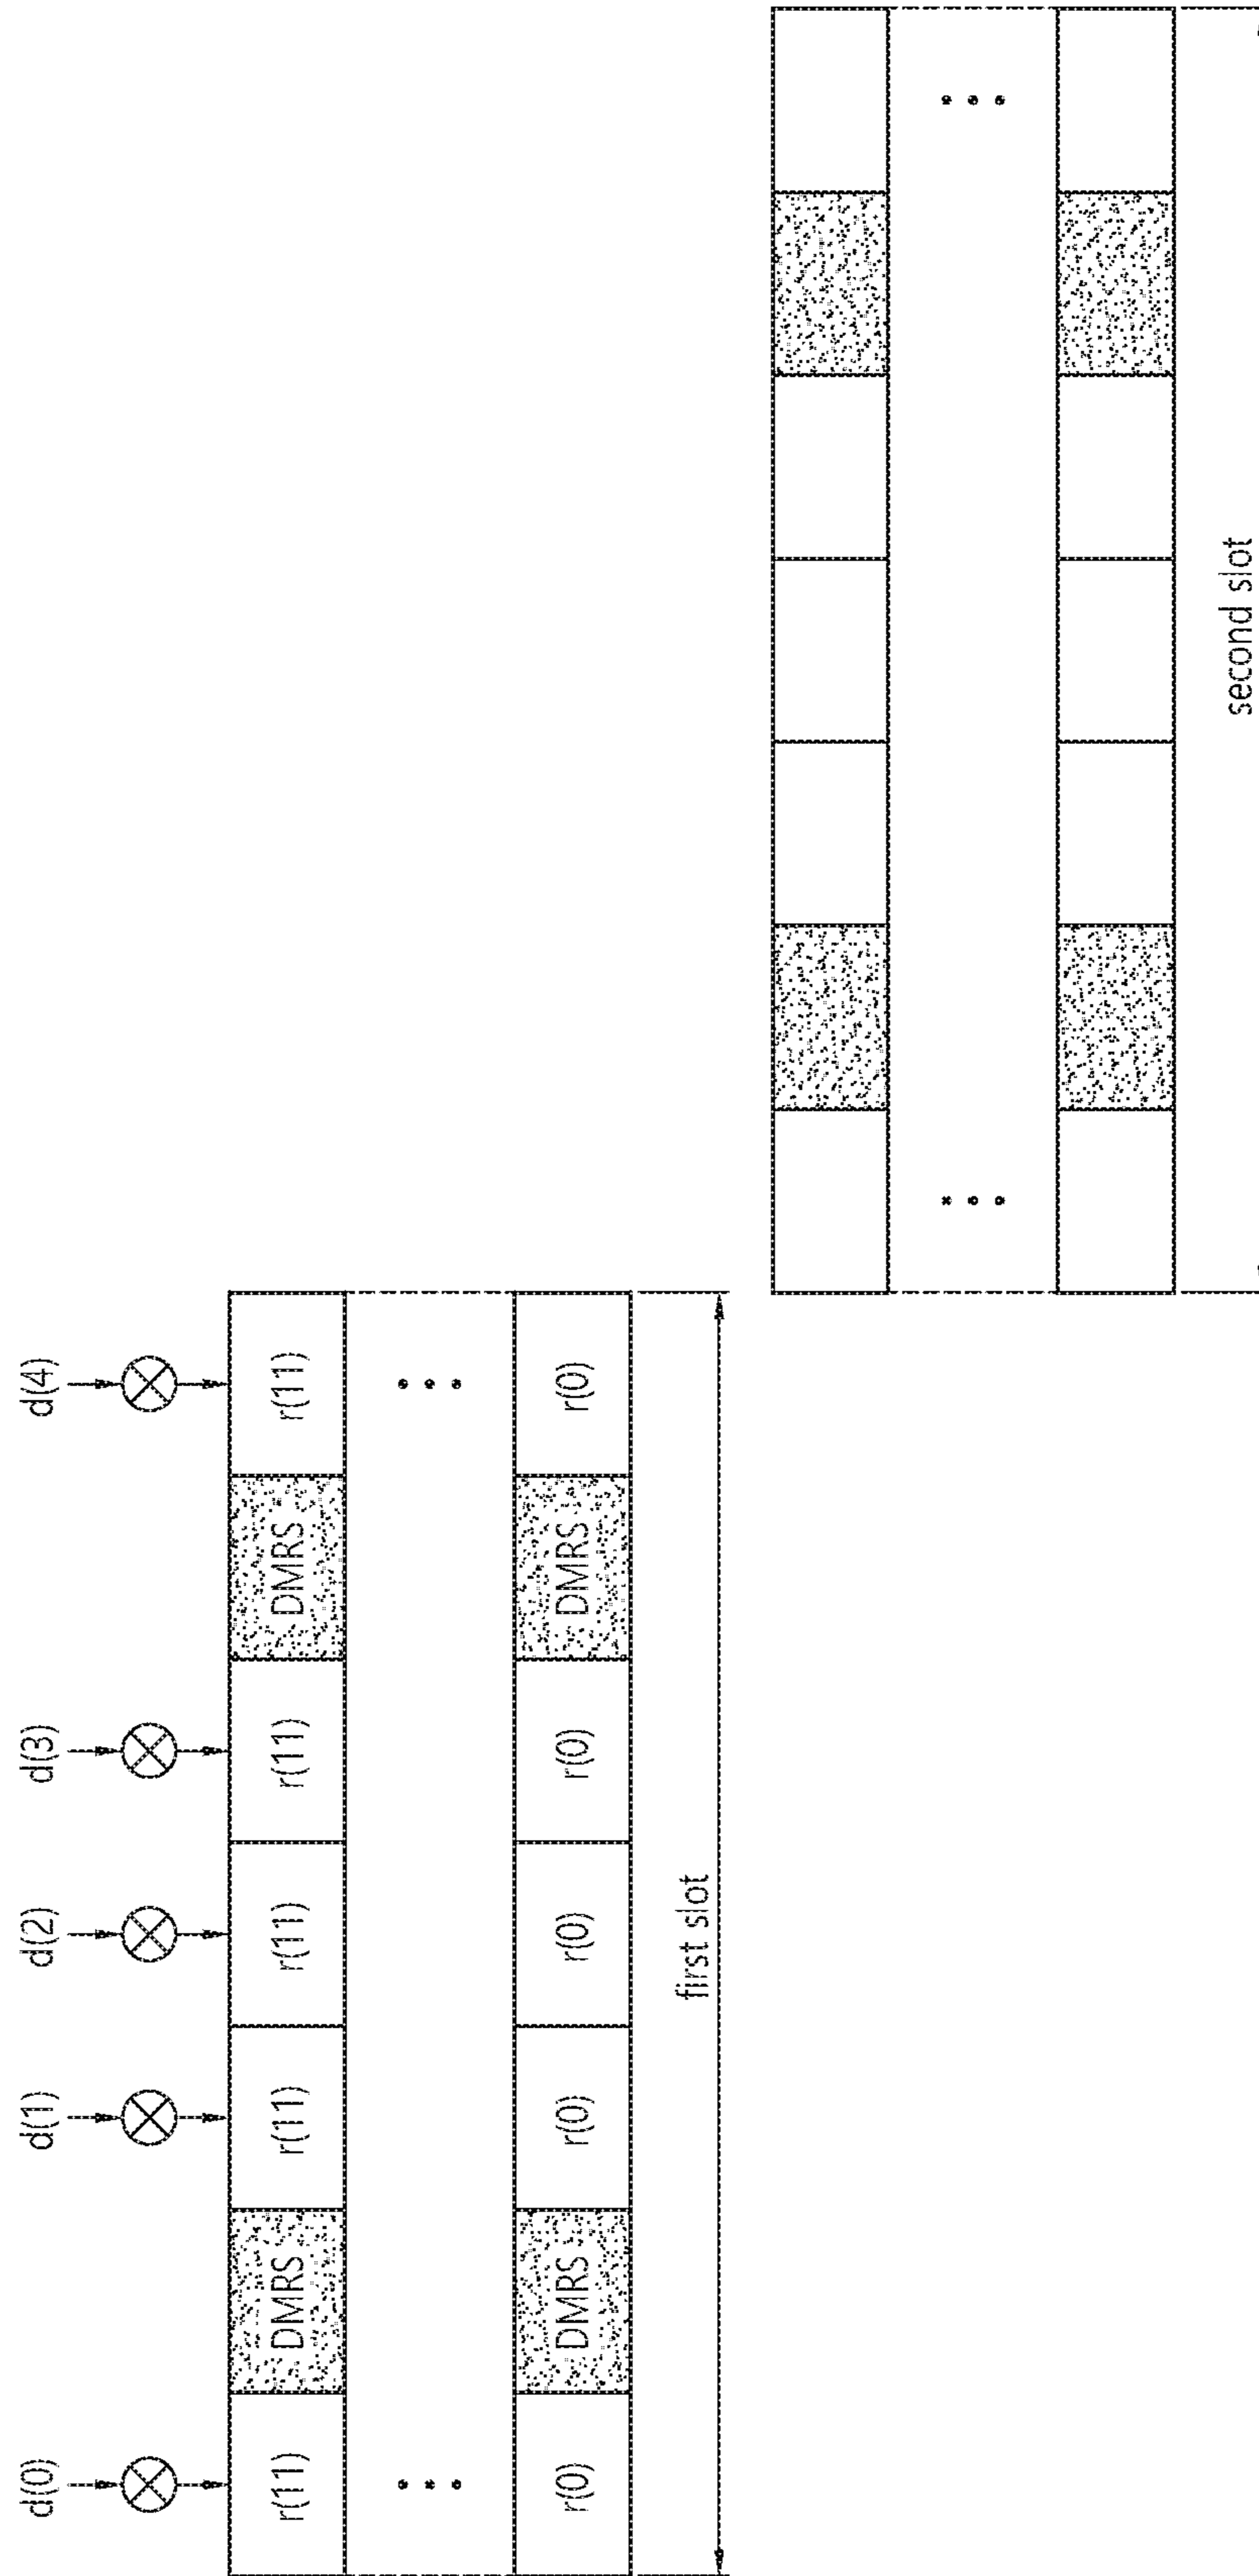 d(0) d(1) d(2) d(3) d(4)
r(11) DMRS r(11) r(11) r(11) DMRS r(11)
r(0) DMRS r(0) r(0) r(0) DMRS r(0)
first slot
second slot